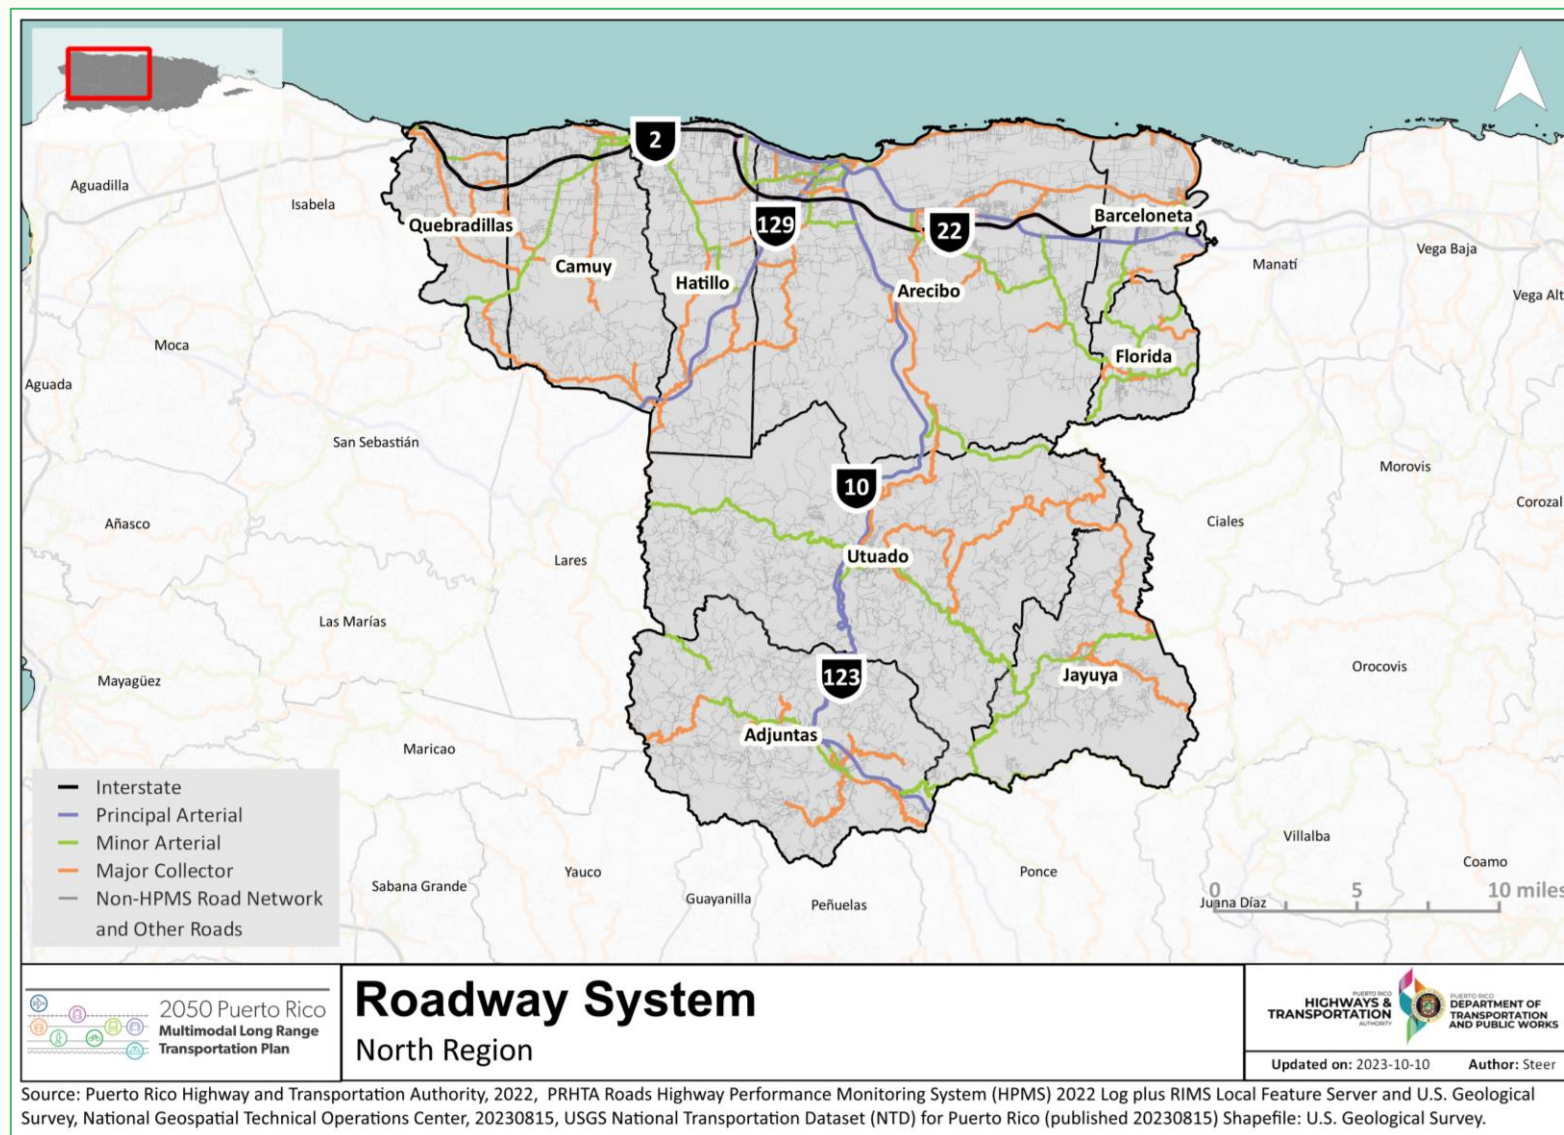 2
Aguadilla
Isabela
Quebradillas
129
22
Barceloneta
Camuy
Hatillo
Arecibo
Manatí
Vega Baja
Vega Alt
Moca
Florida
Aguada
San Sebastián
Morovis
10
Añasco
Ciales
Corozal
Lares
Utuado
Las Marías
Mayagüez
123
Jayuya
Orocovis
Maricao
Adjuntas
Interstate
Principal Arterial
Minor Arterial
Major Collector
Non-HPMS Road Network
and Other Roads
Sabana Grande
Yauco
Guayanilla
Peñuelas
Ponce
Villalba
Coamo
Juana Díaz
0 5 10 miles
2050 Puerto Rico
Multimodal Long Range
Transportation Plan
Roadway System
North Region
PUERTO RICO
HIGHWAYS &
TRANSPORTATION
AUTHORITY
PUERTO RICO
DEPARTMENT OF
TRANSPORTATION
AND PUBLIC WORKS
Updated on: 2023-10-10 Author: Steer
Source: Puerto Rico Highway and Transportation Authority, 2022, PRHTA Roads Highway Performance Monitoring System (HPMS) 2022 Log plus RIMS Local Feature Server and U.S. Geological
Survey, National Geospatial Technical Operations Center, 20230815, USGS National Transportation Dataset (NTD) for Puerto Rico (published 20230815) Shapefile: U.S. Geological Survey.